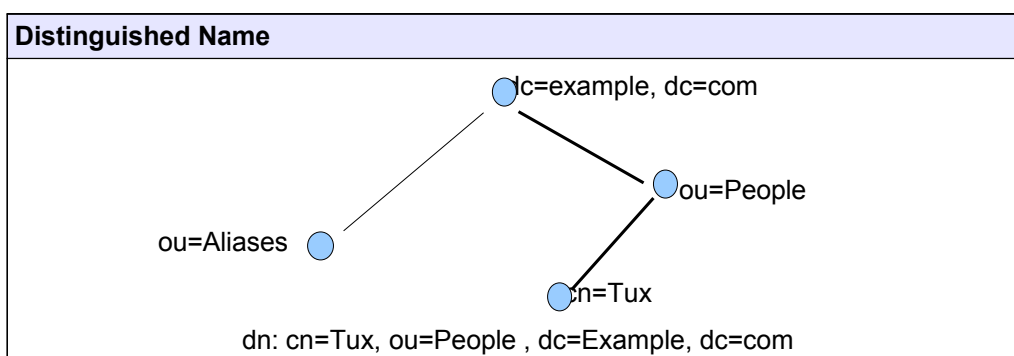 Distinguished Name
dc=example, dc=com
ou=People
ou=Aliases
cn=Tux
dn: cn=Tux, ou=People , dc=Example, dc=com